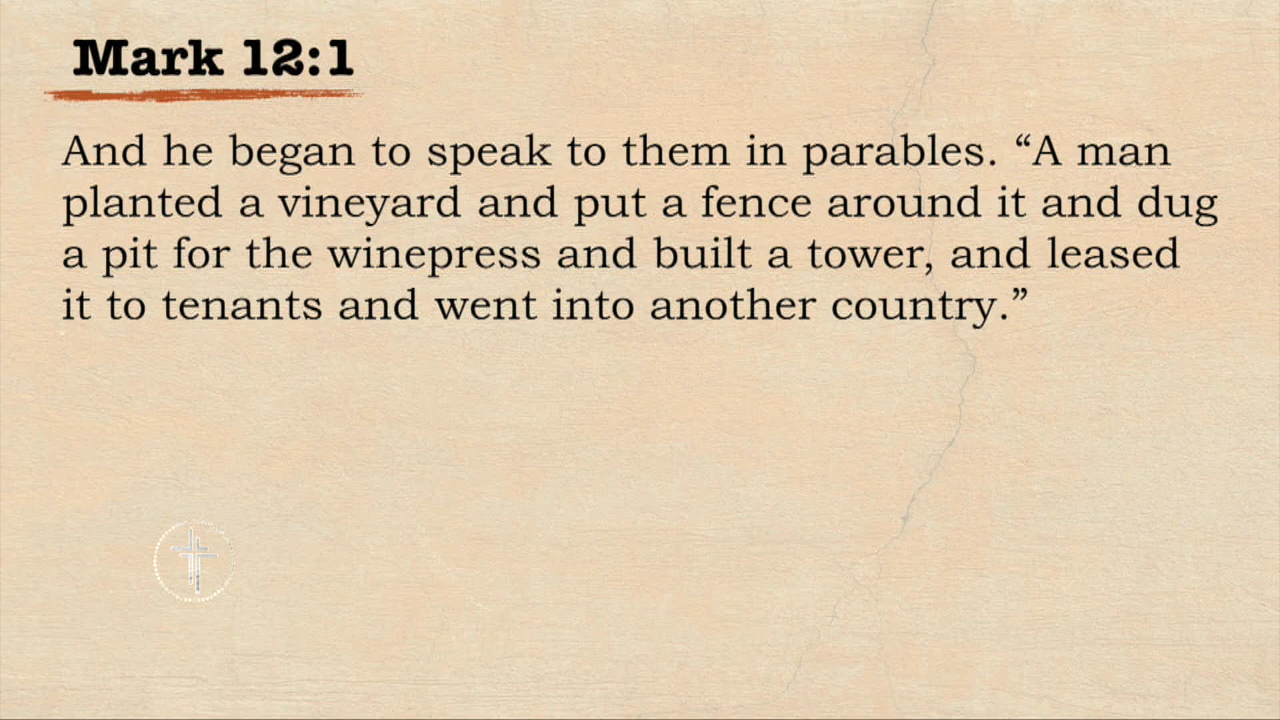 Mark 12:1
And he began to speak to them in parables. “A man
planted a vineyard and put a fence around it and dug
a pit for the winepress and built a tower, and leased
it to tenants and went into another country.”